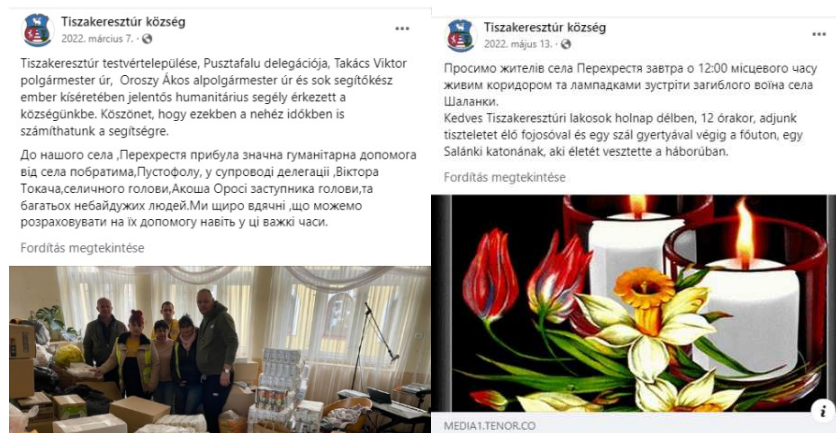 Tiszakeresztúr község
2022. március 7. ·
Tiszakeresztúr testvértelepülése, Pusztafalu delegációja, Takács Viktor
polgármester úr, Oroszy Ákos alpolgármester úr és sok segítőkész
ember kíséretében jelentős humanitárius segély érkezett a
községünkbe. Köszönet, hogy ezekben a nehéz időkben is
számíthatunk a segítségre.
До нашого села ,Перехрестя прибула значна гуманітарна допомога
від села побратима,Пустофолу, у супроводі делегації ,Віктора
Токача,селичного голови,Акоша Оросі заступника голови,та
багатьох небайдужих людей.Ми щиро вдячні ,що можемо
розраховувати на їх допомогу навіть у ці важкі часи.
Fordítás megtekintése
Tiszakeresztúr község
2022. május 13. ·
Просимо жителів села Перехрестя завтра о 12:00 місцевого часу
живим коридором та лампадками зустріти загиблого воїна села
Шаланки.
Kedves Tiszakeresztúri lakosok holnap délben, 12 órakor, adjunk
tiszteletet élő fojosóval és egy szál gyertyával végig a főuton, egy
Salánki katonának, aki életét vesztette a háborúban.
Fordítás megtekintése
MEDIA1.TENOR.CO